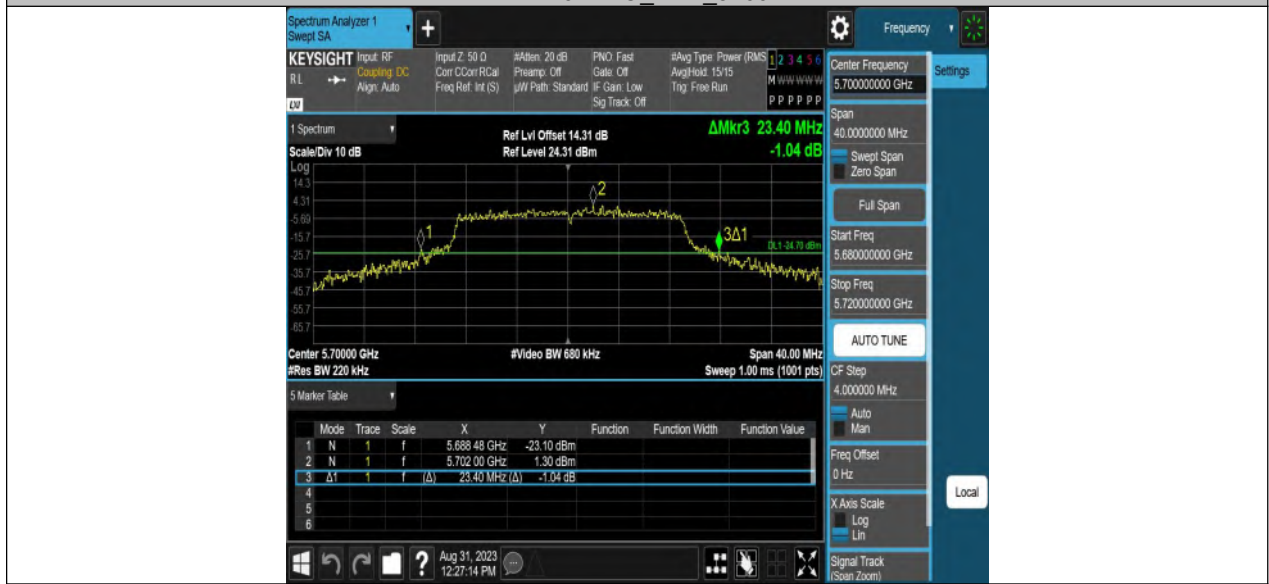 Spectrum Analyzer 1
Swept SA
+
Frequency
KEYSIGHT
RL
LXI
Input: RF
Coupling: DC
Align: Auto
Input Z: 50 Ω
Corr CCorr RCal
Freq Ref: Int (S)
#Atten: 20 dB
Preamp: Off
µW Path: Standard
PNO: Fast
Gate: Off
IF Gain: Low
Sig Track: Off
#Avg Type: Power (RMS
Avg|Hold: 15/15
Trig: Free Run
1 2 3 4 5 6
M W W W W W
P P P P P P
1 Spectrum
Scale/Div 10 dB
Ref Lvl Offset 14.31 dB
Ref Level 24.31 dBm
ΔMkr3 23.40 MHz
-1.04 dB
Log
14.3
4.31
-5.69
-15.7
-25.7
-35.7
-45.7
-55.7
-65.7
1
2
3Δ1
DL1 -24.70 dBm
Center 5.70000 GHz
#Res BW 220 kHz
#Video BW 680 kHz
Span 40.00 MHz
Sweep 1.00 ms (1001 pts)
5 Marker Table
Mode Trace Scale X Y Function Function Width Function Value
1 N 1 f 5.688 48 GHz -23.10 dBm
2 N 1 f 5.702 00 GHz 1.30 dBm
3 Δ1 1 f (Δ) 23.40 MHz (Δ) -1.04 dB
4
5
6
?
Aug 31, 2023
12:27:14 PM
Center Frequency
5.700000000 GHz
Settings
Span
40.0000000 MHz
Swept Span
Zero Span
Full Span
Start Freq
5.680000000 GHz
Stop Freq
5.720000000 GHz
AUTO TUNE
CF Step
4.000000 MHz
Auto
Man
Freq Offset
0 Hz
X Axis Scale
Log
Lin
Local
Signal Track
(Span Zoom)